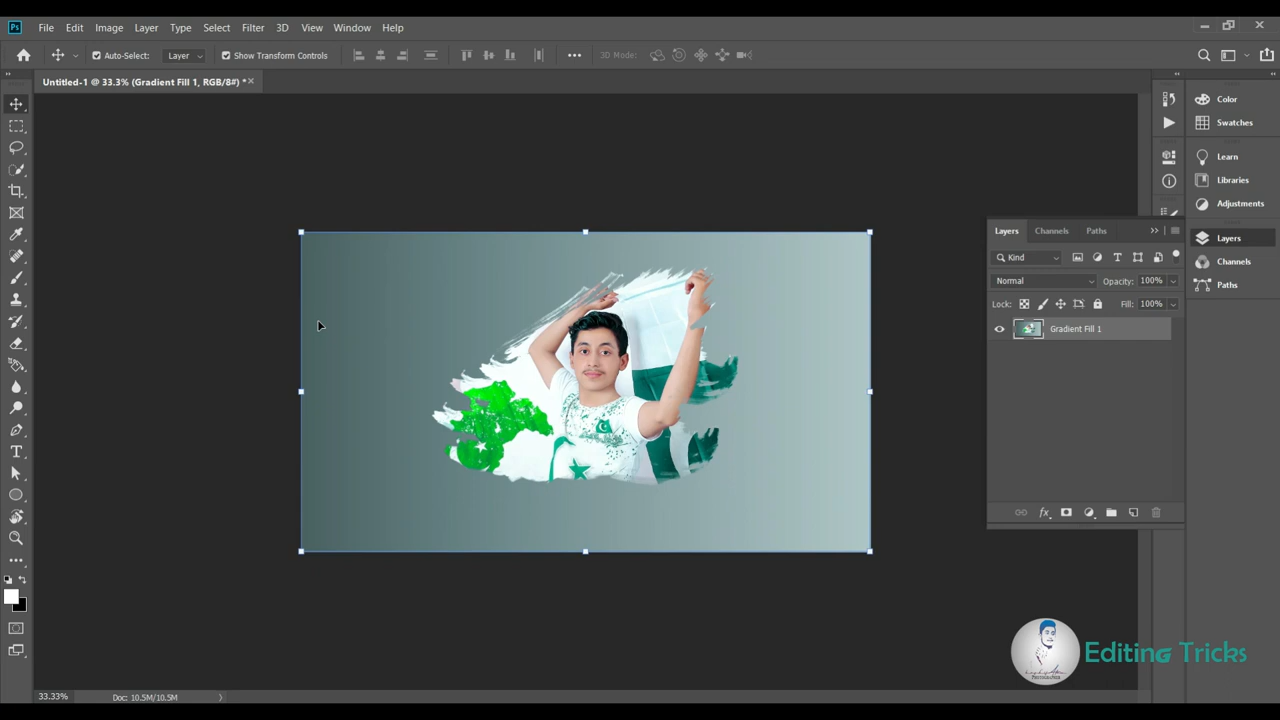 Ps File Edit Image Layer Type Select Filter 3D View Window Help
Auto-Select: Layer Show Transform Controls 3D Mode:
Untitled-1 @ 33.3% (Gradient Fill 1, RGB/8#) *
Color
Swatches
Learn
Libraries
Adjustments
Layers
Channels
Paths
Layers Channels Paths
Kind
Normal Opacity: 100%
Lock: Fill: 100%
Gradient Fill 1
fx
Editing Tricks
33.33% Doc: 10.5M/10.5M